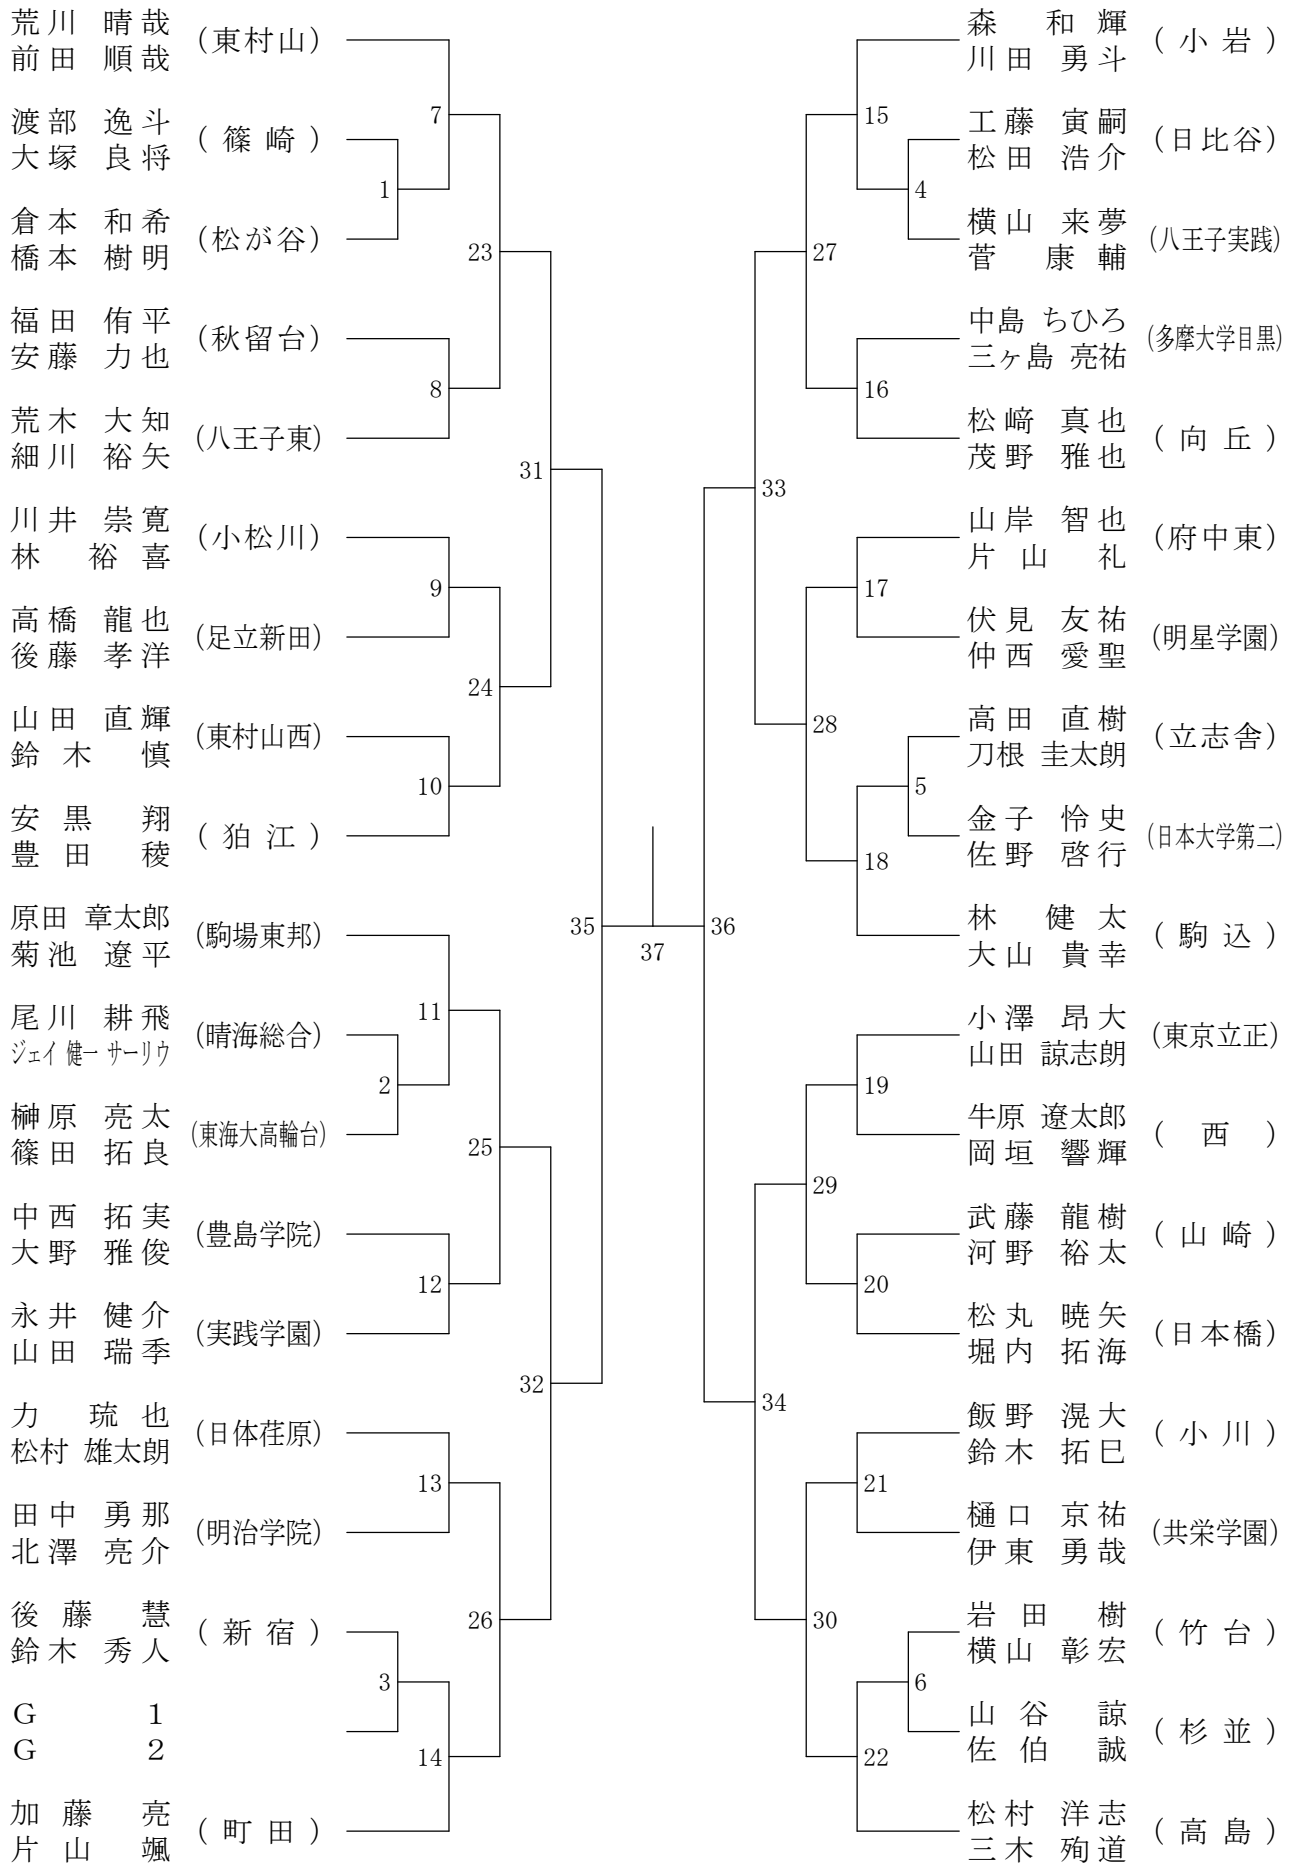 荒川 晴哉
前田 順哉
(東村山)
渡部 逸斗
大塚 良将
(篠崎)
倉本 和希
橋本 樹明
(松が谷)
福田 侑平
安藤 力也
(秋留台)
荒木 大知
細川 裕矢
(八王子東)
川井 崇寛
林 裕喜
(小松川)
高橋 龍也
後藤 孝洋
(足立新田)
山田 直輝
鈴木 慎
(東村山西)
安黒 翔
豊田 稜
(狛江)
原田 章太郎
菊池 遼平
(駒場東邦)
尾川 耕飛
ジェイ 健一 サーリウ
(晴海総合)
榊原 亮太
篠田 拓良
(東海大高輪台)
中西 拓実
大野 雅俊
(豊島学院)
永井 健介
山田 瑞季
(実践学園)
力 琉也
松村 雄太朗
(日体荏原)
田中 勇那
北澤 亮介
(明治学院)
後藤 慧
鈴木 秀人
(新宿)
G 1
G 2
加藤 亮
片山 颯
(町田)
1
2
3
7
8
9
10
11
12
13
14
23
24
25
26
31
32
35
37
36
33
34
27
28
29
30
15
16
17
18
19
20
21
22
4
5
6
森 和輝
川田 勇斗
(小岩)
工藤 寅嗣
松田 浩介
(日比谷)
横山 来夢
菅 康輔
(八王子実践)
中島 ちひろ
三ヶ島 亮祐
(多摩大学目黒)
松﨑 真也
茂野 雅也
(向丘)
山岸 智也
片山 礼
(府中東)
伏見 友祐
仲西 愛聖
(明星学園)
高田 直樹
刀根 圭太朗
(立志舎)
金子 怜史
佐野 啓行
(日本大学第二)
林 健太
大山 貴幸
(駒込)
小澤 昂大
山田 諒志朗
(東京立正)
牛原 遼太郎
岡垣 響輝
(西)
武藤 龍樹
河野 裕太
(山崎)
松丸 暁矢
堀内 拓海
(日本橋)
飯野 滉大
鈴木 拓巳
(小川)
樋口 京祐
伊東 勇哉
(共栄学園)
岩田 樹
横山 彰宏
(竹台)
山谷 諒
佐伯 誠
(杉並)
松村 洋志
三木 殉道
(高島)